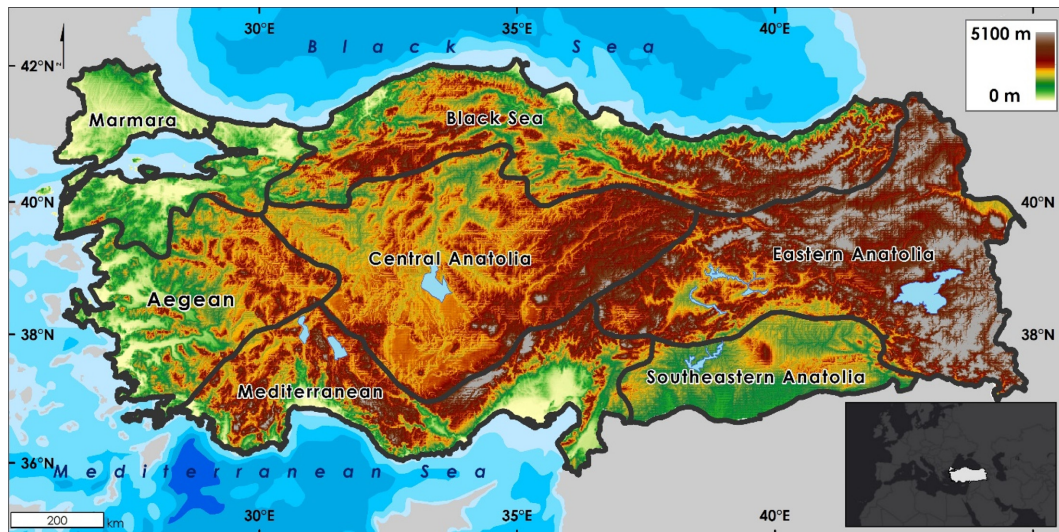 30°E
35°E
40°E
Black Sea
5100 m
0 m
42°N
42°N
N
Marmara
Black Sea
40°N
40°N
Central Anatolia
Eastern Anatolia
Aegean
38°N
38°N
Mediterranean
Southeastern Anatolia
36°N
Mediterranean Sea
200 km
30°E
35°E
40°E